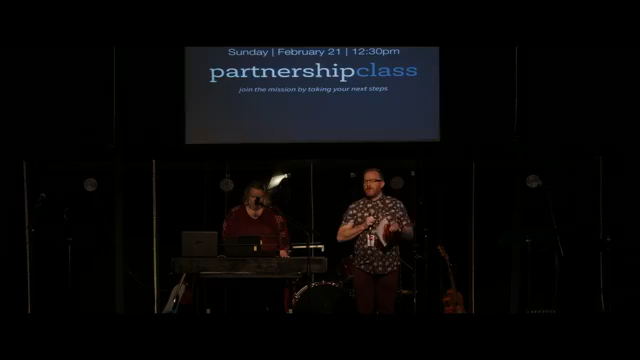 Sunday | February 21 | 12:30pm
partnershipclass
join the mission by taking your next steps